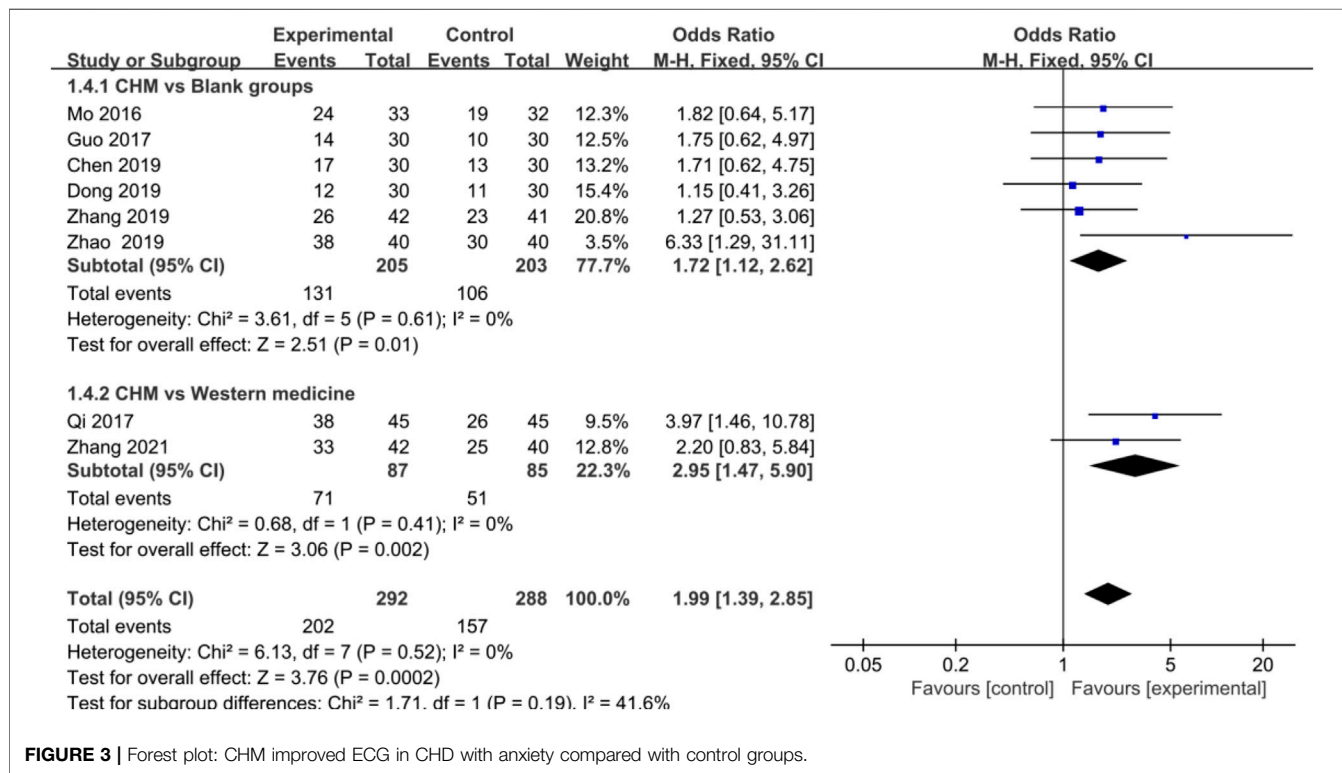 Experimental Control Odds Ratio Odds Ratio
Study or Subgroup Events Total Events Total Weight M-H, Fixed, 95% CI M-H, Fixed, 95% CI
1.4.1 CHM vs Blank groups
Mo 2016 24 33 19 32 12.3% 1.82 [0.64, 5.17]
Guo 2017 14 30 10 30 12.5% 1.75 [0.62, 4.97]
Chen 2019 17 30 13 30 13.2% 1.71 [0.62, 4.75]
Dong 2019 12 30 11 30 15.4% 1.15 [0.41, 3.26]
Zhang 2019 26 42 23 41 20.8% 1.27 [0.53, 3.06]
Zhao 2019 38 40 30 40 3.5% 6.33 [1.29, 31.11]
Subtotal (95% CI) 205 203 77.7% 1.72 [1.12, 2.62]
Total events 131 106
Heterogeneity: Chi² = 3.61, df = 5 (P = 0.61); I² = 0%
Test for overall effect: Z = 2.51 (P = 0.01)
1.4.2 CHM vs Western medicine
Qi 2017 38 45 26 45 9.5% 3.97 [1.46, 10.78]
Zhang 2021 33 42 25 40 12.8% 2.20 [0.83, 5.84]
Subtotal (95% CI) 87 85 22.3% 2.95 [1.47, 5.90]
Total events 71 51
Heterogeneity: Chi² = 0.68, df = 1 (P = 0.41); I² = 0%
Test for overall effect: Z = 3.06 (P = 0.002)
Total (95% CI) 292 288 100.0% 1.99 [1.39, 2.85]
Total events 202 157
Heterogeneity: Chi² = 6.13, df = 7 (P = 0.52); I² = 0%
Test for overall effect: Z = 3.76 (P = 0.0002)
Test for subgroup differences: Chi² = 1.71, df = 1 (P = 0.19), I² = 41.6%
0.05 0.2 1 5 20
Favours [control] Favours [experimental]
FIGURE 3 | Forest plot: CHM improved ECG in CHD with anxiety compared with control groups.